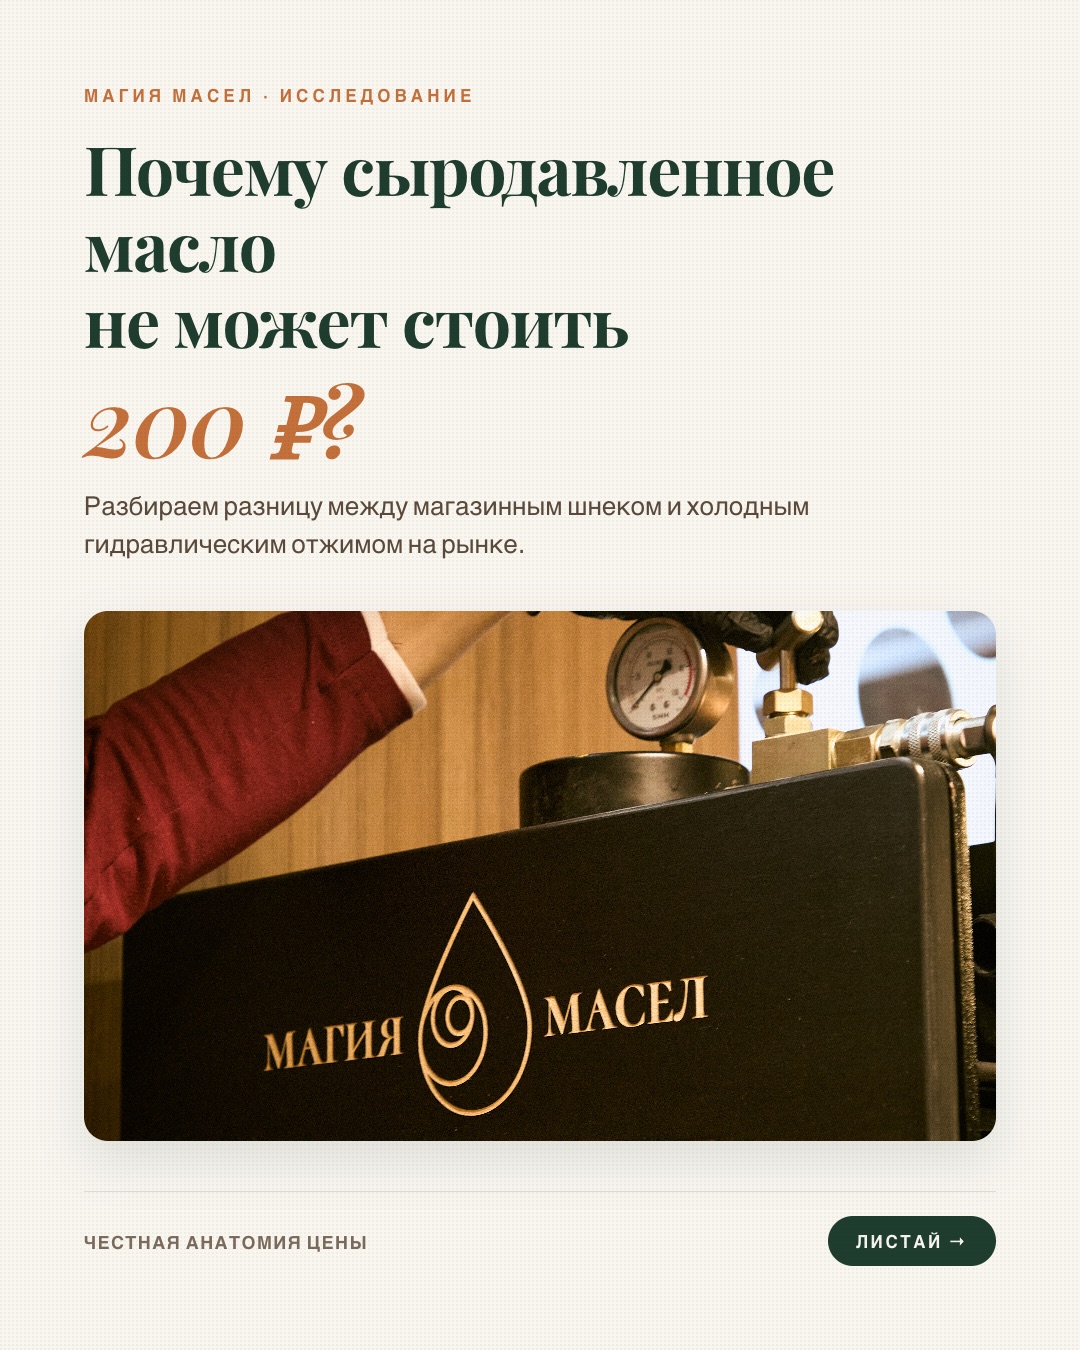 МАГИЯ МАСЕЛ · ИССЛЕДОВАНИЕ
Почему сыродавленное
масло
не может стоить
200 ₽?
Разбираем разницу между магазинным шнеком и холодным
гидравлическим отжимом на рынке.
МАГИЯ МАСЕЛ
ЧЕСТНАЯ АНАТОМИЯ ЦЕНЫ
ЛИСТАЙ →